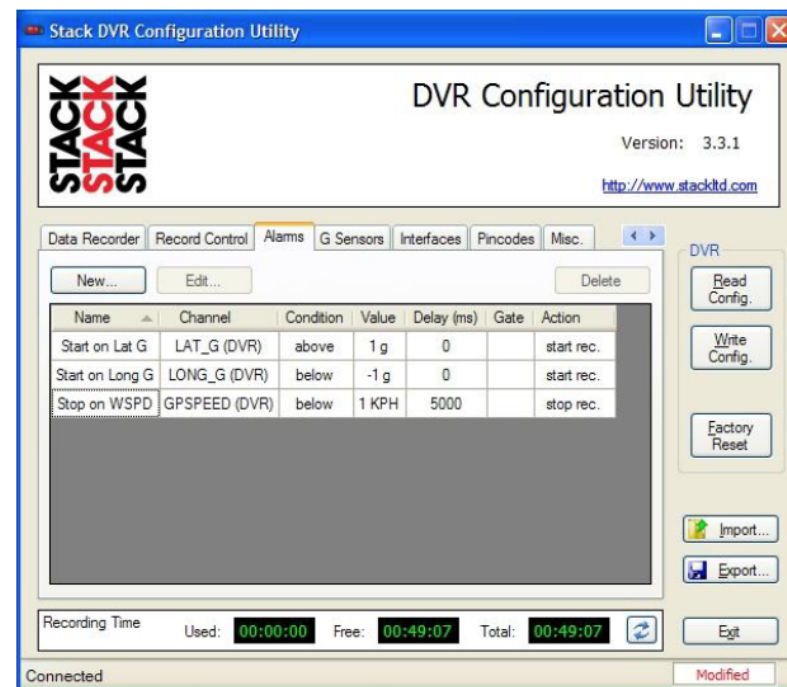 Stack DVR Configuration Utility
STACK
STACK
STACK
DVR Configuration Utility
Version: 3.3.1
http://www.stackltd.com
Data Recorder Record Control Alarms G Sensors Interfaces Pincodes Misc.
New... Edit... Delete
Name Channel Condition Value Delay (ms) Gate Action
Start on Lat G LAT_G (DVR) above 1 g 0 start rec.
Start on Long G LONG_G (DVR) below -1 g 0 start rec.
Stop on WSPD GPSPEED (DVR) below 1 KPH 5000 stop rec.
DVR
Read
Config.
Write
Config.
Factory
Reset
Import...
Export...
Recording Time Used: 00:00:00 Free: 00:49:07 Total: 00:49:07
Exit
Connected Modified